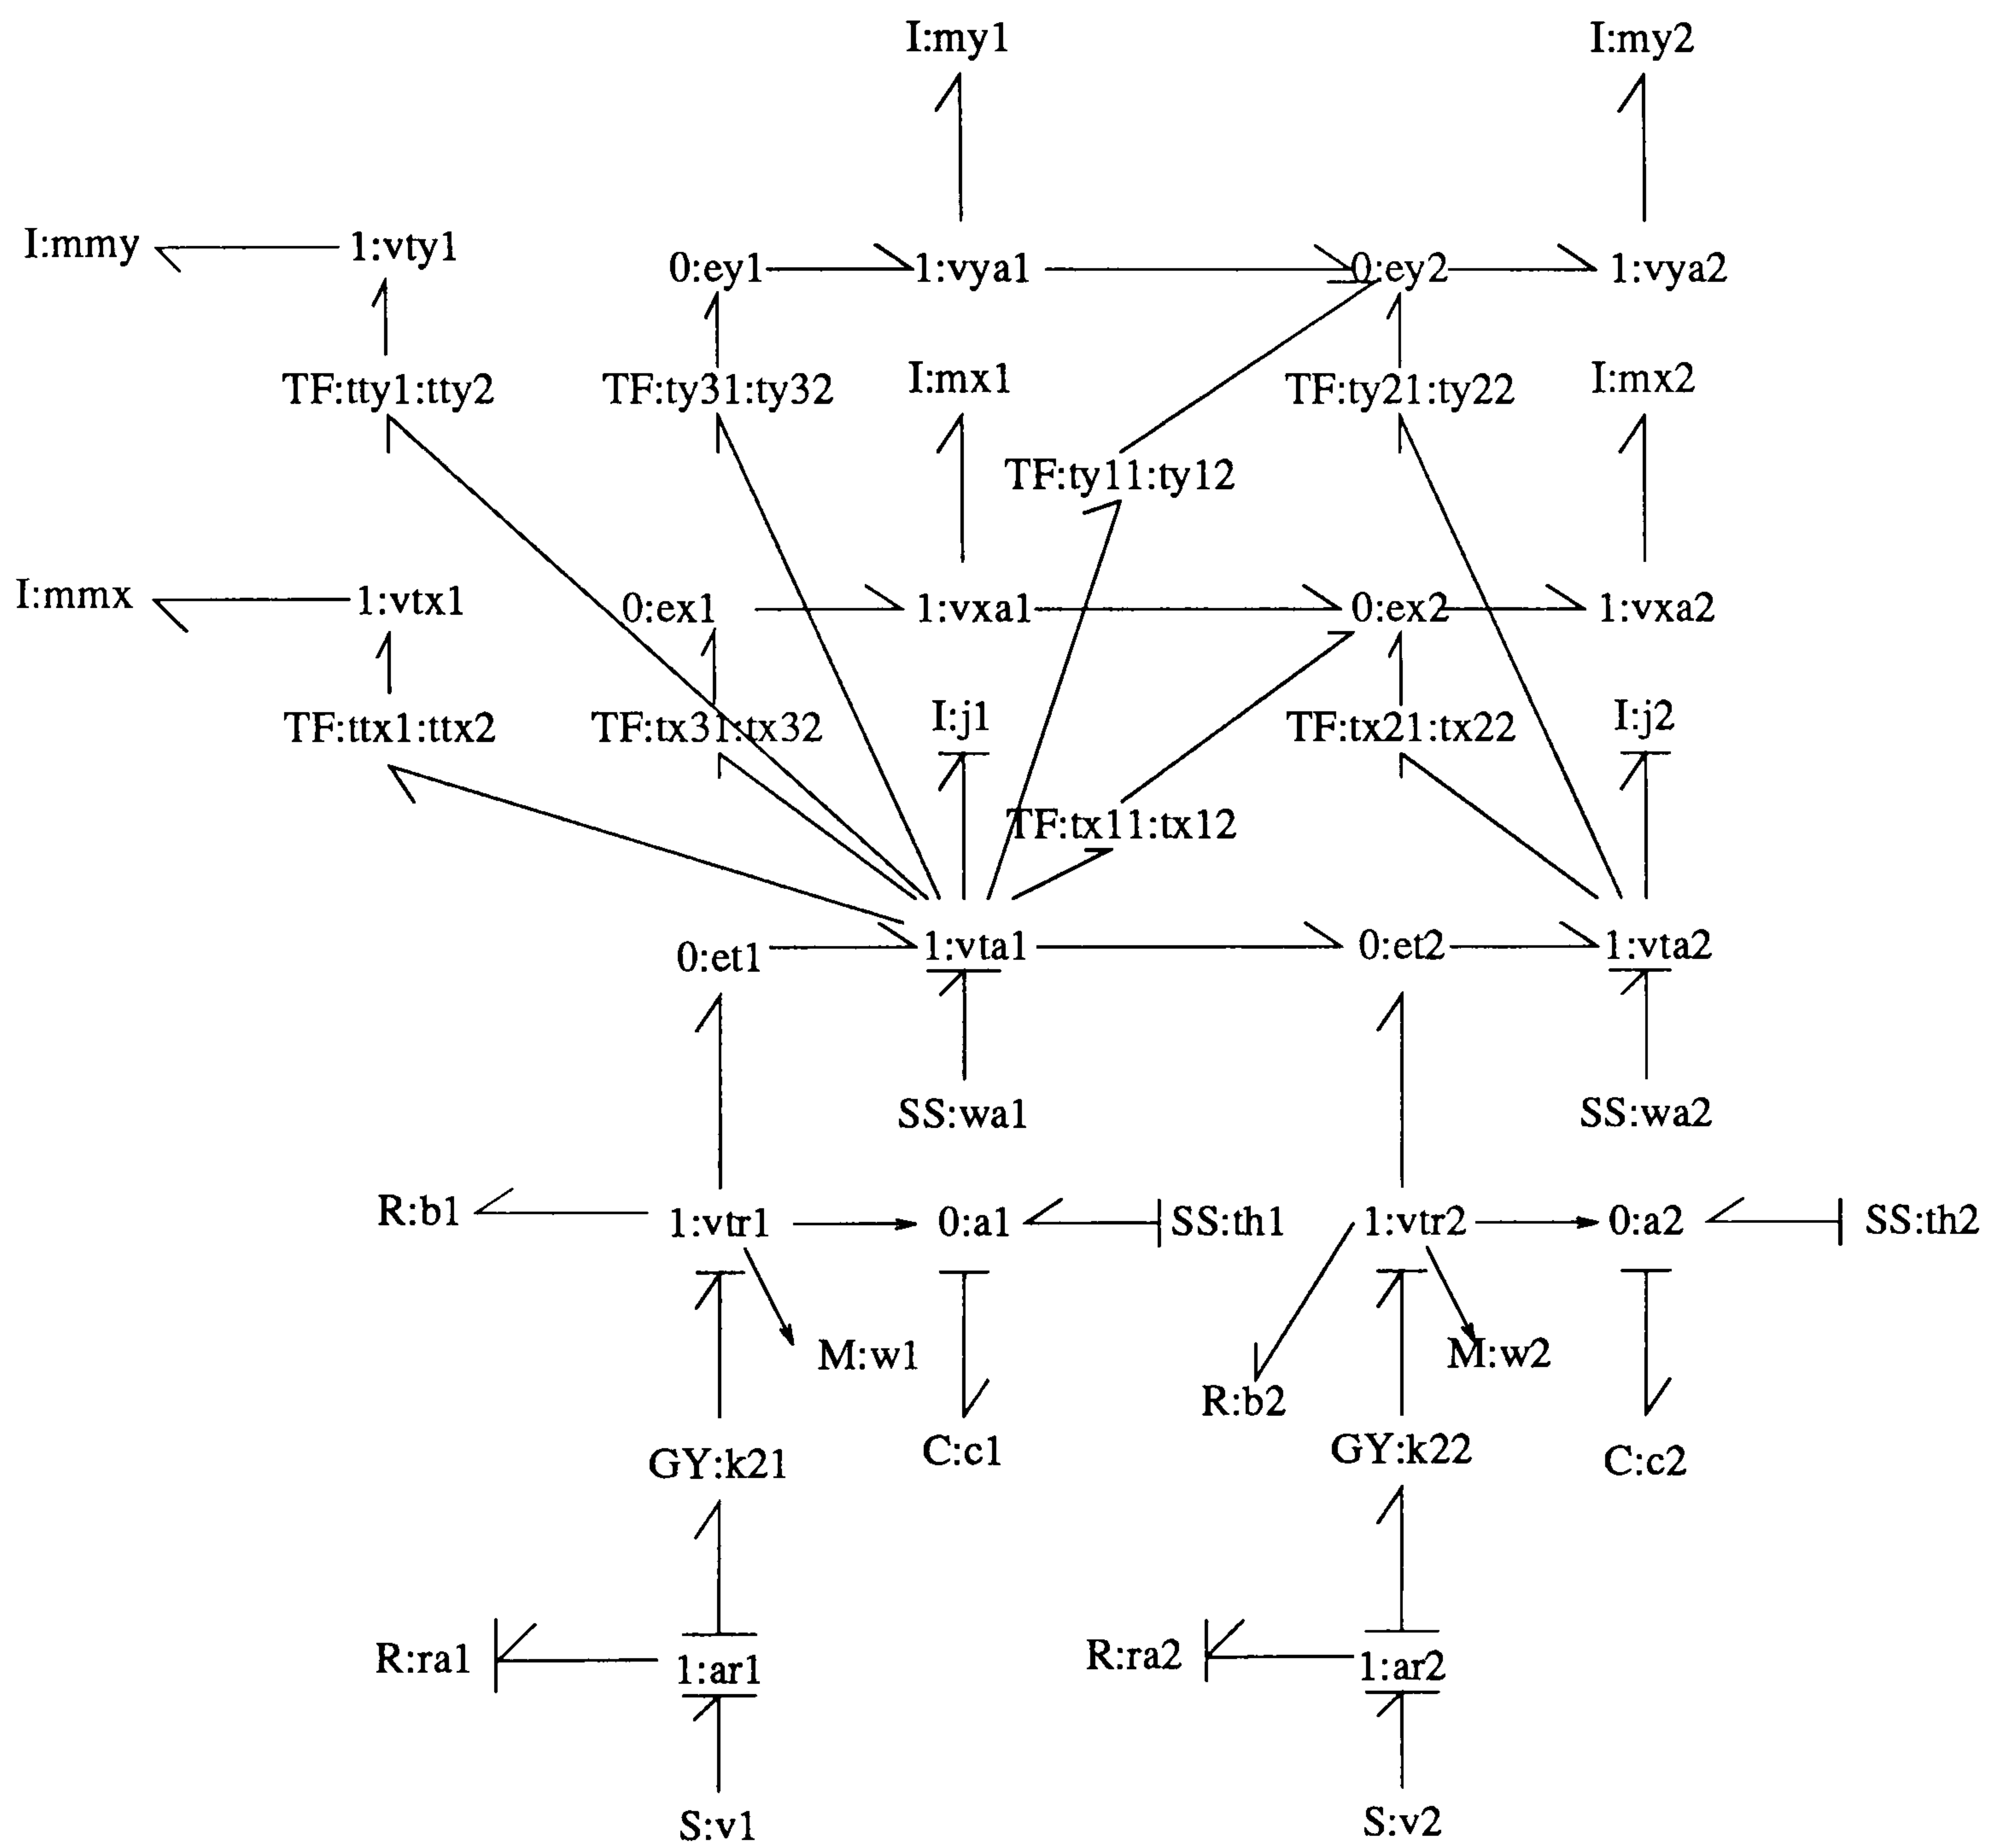 I:my1 I:my2
I:mmy 1:vty1 0:ey1 1:vya1 0:ey2 1:vya2
TF:tty1:tty2 TF:ty31:ty32 I:mx1 TF:ty21:ty22 I:mx2
TF:ty11:ty12
I:mmx 1:vtx1 0:ex1 1:vxa1 0:ex2 1:vxa2
TF:ttx1:ttx2 TF:tx31:tx32 I:j1 TF:tx21:tx22 I:j2
TF:tx11:tx12
0:et1 1:vta1 0:et2 1:vta2
SS:wa1 SS:wa2
R:b1 1:vtr1 0:a1 SS:th1 1:vtr2 0:a2 SS:th2
M:w1 M:w2
R:b2
GY:k21 C:c1 GY:k22 C:c2
R:ra1 1:ar1 R:ra2 1:ar2
S:v1 S:v2